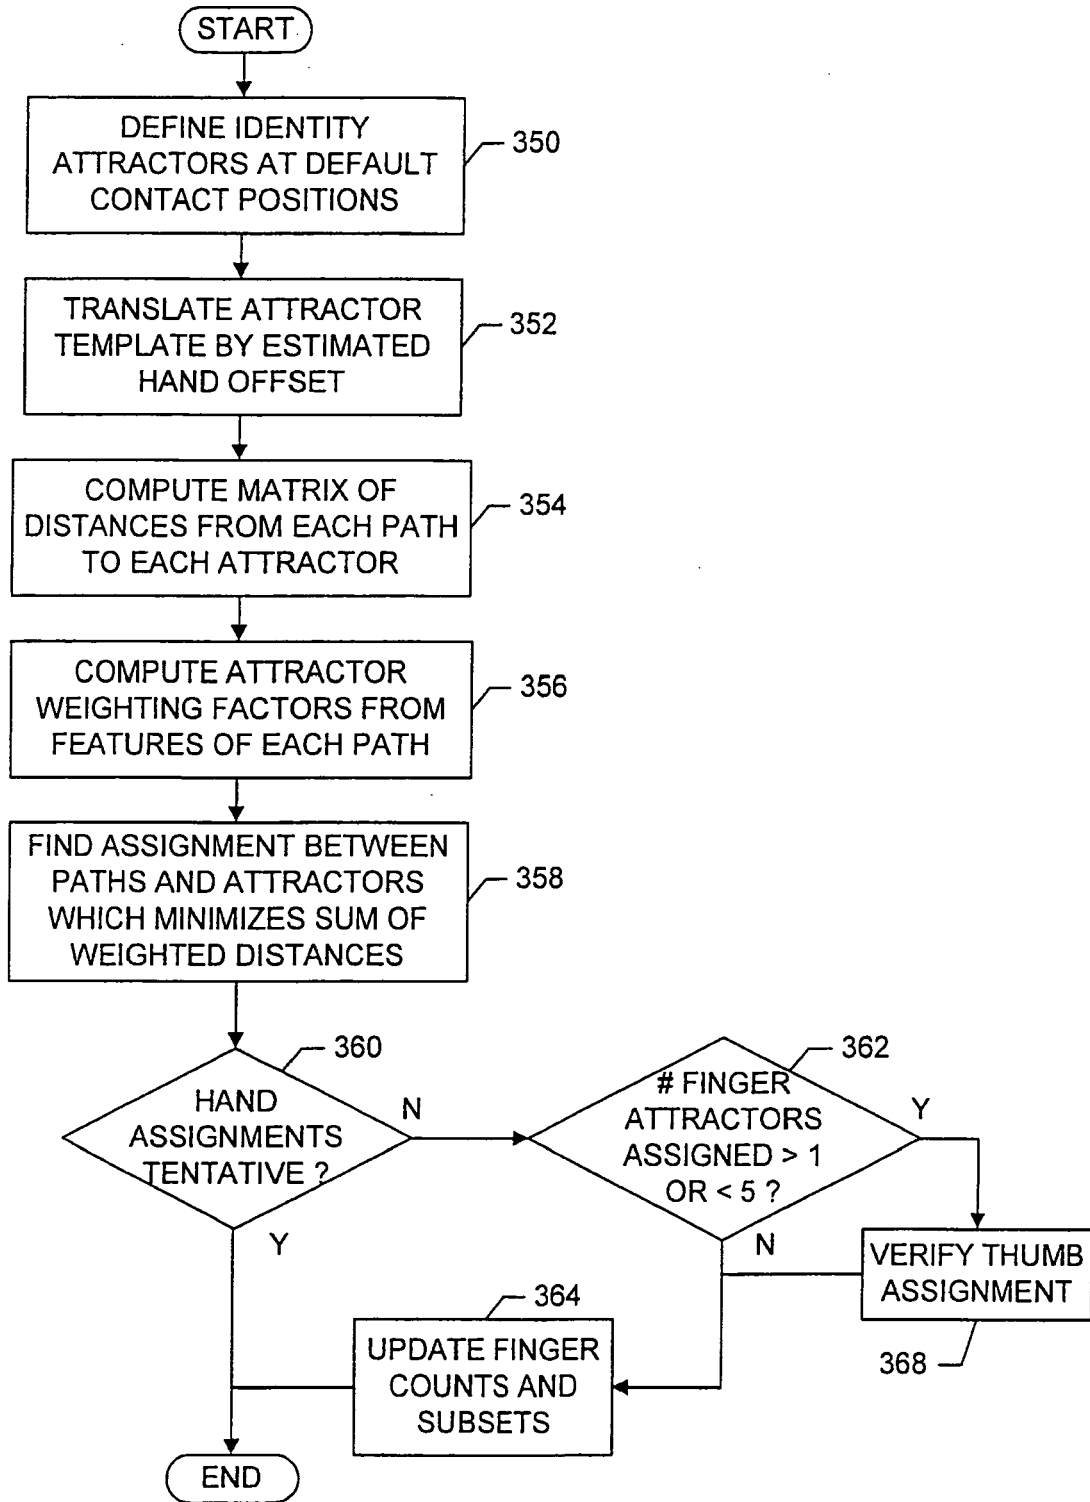 START
DEFINE IDENTITY
ATTRACTORS AT DEFAULT
CONTACT POSITIONS
350
TRANSLATE ATTRACTOR
TEMPLATE BY ESTIMATED
HAND OFFSET
352
COMPUTE MATRIX OF
DISTANCES FROM EACH PATH
TO EACH ATTRACTOR
354
COMPUTE ATTRACTOR
WEIGHTING FACTORS FROM
FEATURES OF EACH PATH
356
FIND ASSIGNMENT BETWEEN
PATHS AND ATTRACTORS
WHICH MINIMIZES SUM OF
WEIGHTED DISTANCES
358
HAND
ASSIGNMENTS
TENTATIVE ?
360
N
Y
# FINGER
ATTRACTORS
ASSIGNED > 1
OR < 5 ?
362
Y
N
VERIFY THUMB
ASSIGNMENT
368
UPDATE FINGER
COUNTS AND
SUBSETS
364
END